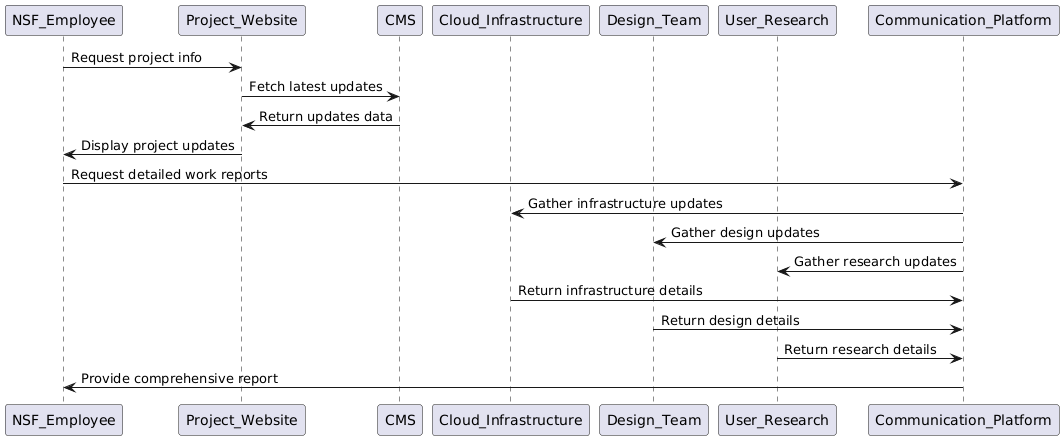 NSF_Employee Project_Website CMS Cloud_Infrastructure Design_Team User_Research Communication_Platform
Request project info
Fetch latest updates
Return updates data
Display project updates
Request detailed work reports
Gather infrastructure updates
Gather design updates
Gather research updates
Return infrastructure details
Return design details
Return research details
Provide comprehensive report
NSF_Employee Project_Website CMS Cloud_Infrastructure Design_Team User_Research Communication_Platform